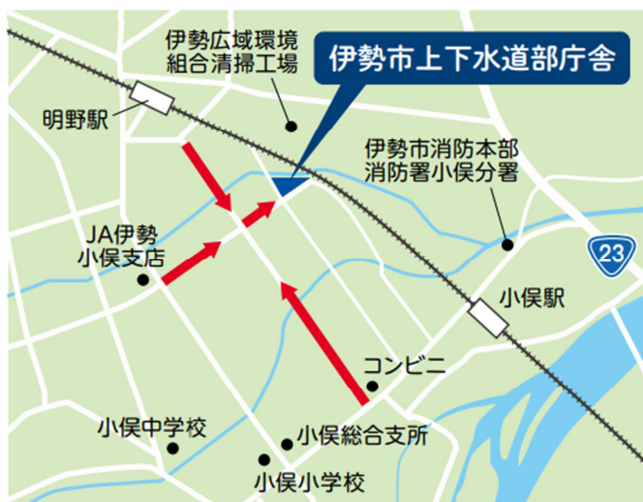 伊勢広域環境
組合清掃工場
伊勢市上下水道部庁舎
明野駅
伊勢市消防本部
消防署小俣分署
JA伊勢
小俣支店
23
小俣駅
コンビニ
小俣中学校
小俣総合支所
小俣小学校